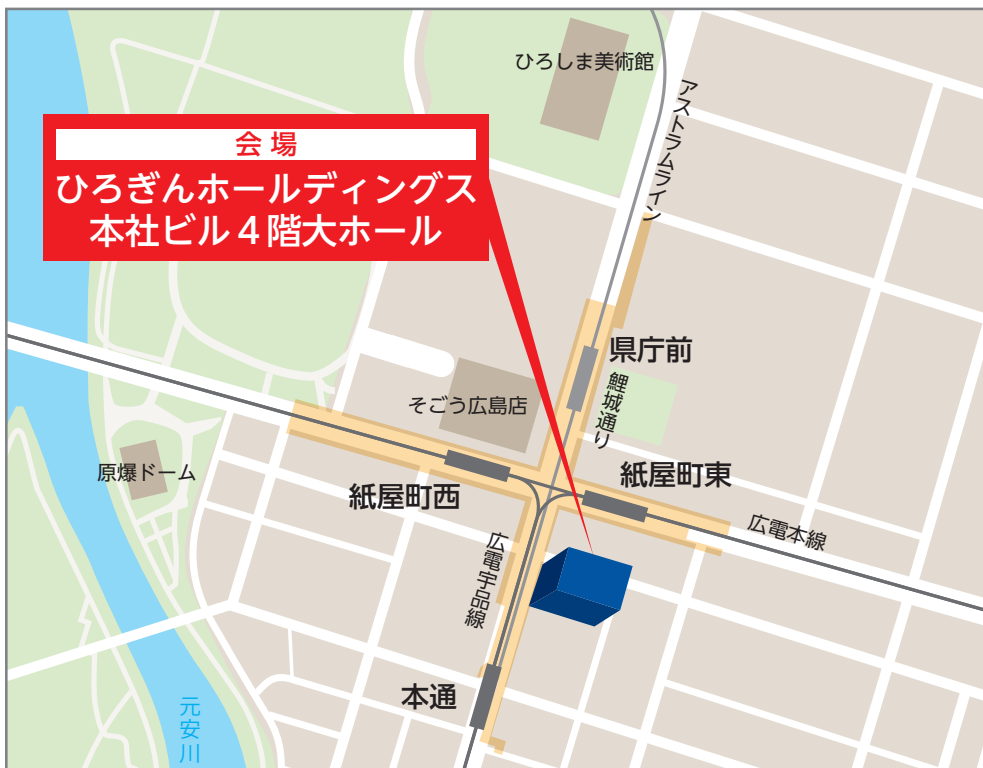 ひろしま美術館
アストラムライン
会場
ひろぎんホールディングス
本社ビル4階大ホール
県庁前
鯉城通り
そごう広島店
原爆ドーム
紙屋町西
紙屋町東
広電本線
広電宇品線
本通
元安川